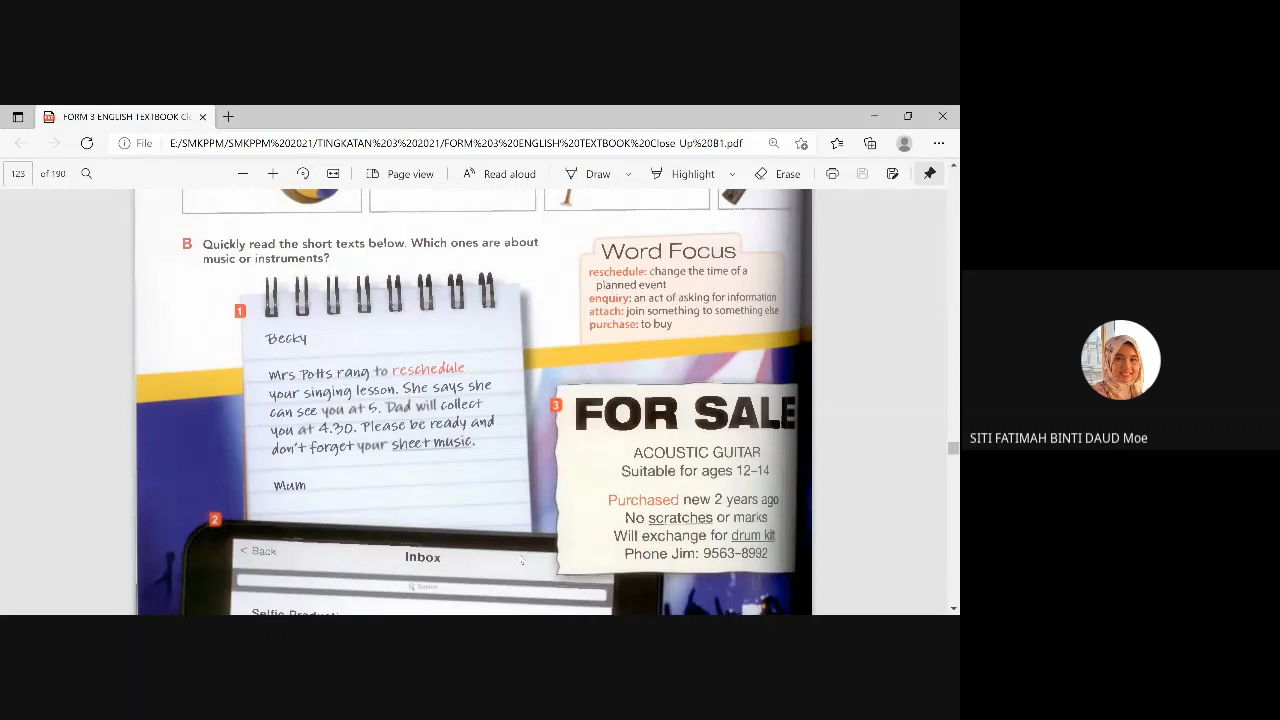 FORM 3 ENGLISH TEXTBOOK Cl
File
E:/SMKPPM/SMKPPM%202021/TINGKATAN%203%202021/FORM%203%20ENGLISH%20TEXTBOOK%20Close Up%20B1.pdf
123 of 190
Page view
Read aloud
Draw
Highlight
Erase
B Quickly read the short texts below. Which ones are about
music or instruments?
Word Focus
reschedule: change the time of a
planned event
enquiry: an act of asking for information
attach: join something to something else
purchase: to buy
1
Becky
Mrs Potts rang to reschedule
your singing lesson. She says she
can see you at 5. Dad will collect
you at 4.30. Please be ready and
don't forget your sheet music.
Mum
3
FOR SALE
ACOUSTIC GUITAR
Suitable for ages 12–14
Purchased new 2 years ago
No scratches or marks
Will exchange for drum kit
Phone Jim: 9563–8992
2
< Back
Inbox
Search
SITI FATIMAH BINTI DAUD Moe